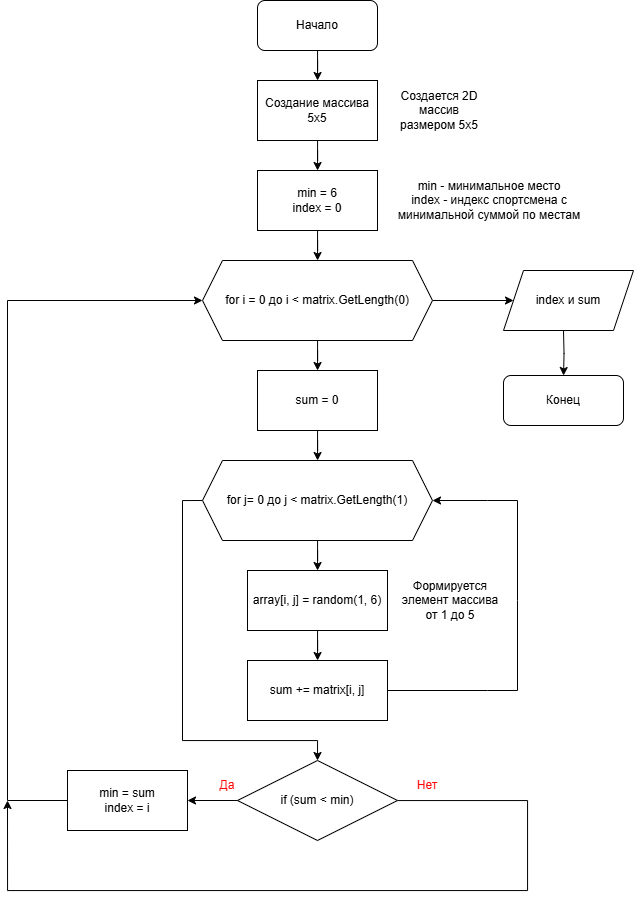 Начало
Создание массива
5x5
Создается 2D
массив
размером 5x5
min = 6
index = 0
min - минимальное место
index - индекс спортсмена с
минимальной суммой по местам
for i = 0 до i < matrix.GetLength(0)
index и sum
sum = 0
Конец
for j= 0 до j < matrix.GetLength(1)
array[i, j] = random(1, 6)
Формируется
элемент массива
от 1 до 5
sum += matrix[i, j]
Да
Нет
min = sum
index = i
if (sum < min)